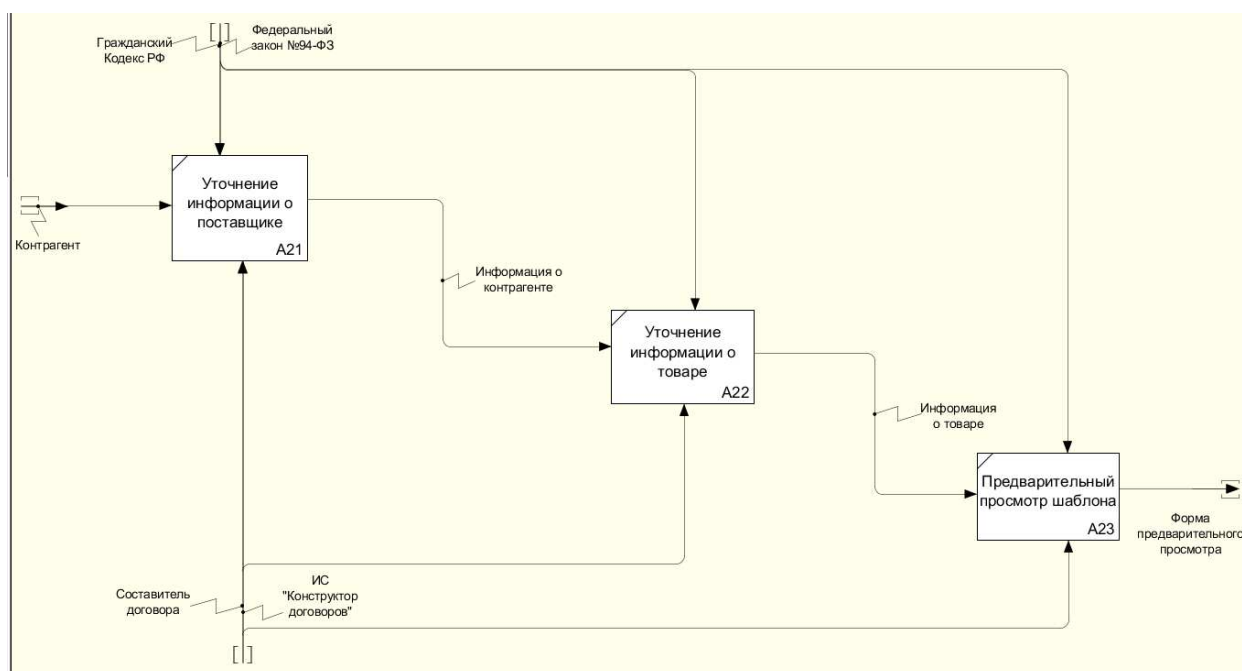 Гражданский
Кодекс РФ
Федеральный
закон №94-ФЗ
Уточнение
информации о
поставщике
A21
Контрагент
Информация о
контрагенте
Уточнение
информации о
товаре
A22
Информация
о товаре
Предварительный
просмотр шаблона
A23
Форма
предварительного
просмотра
Составитель
договора
ИС
"Конструктор
договоров"